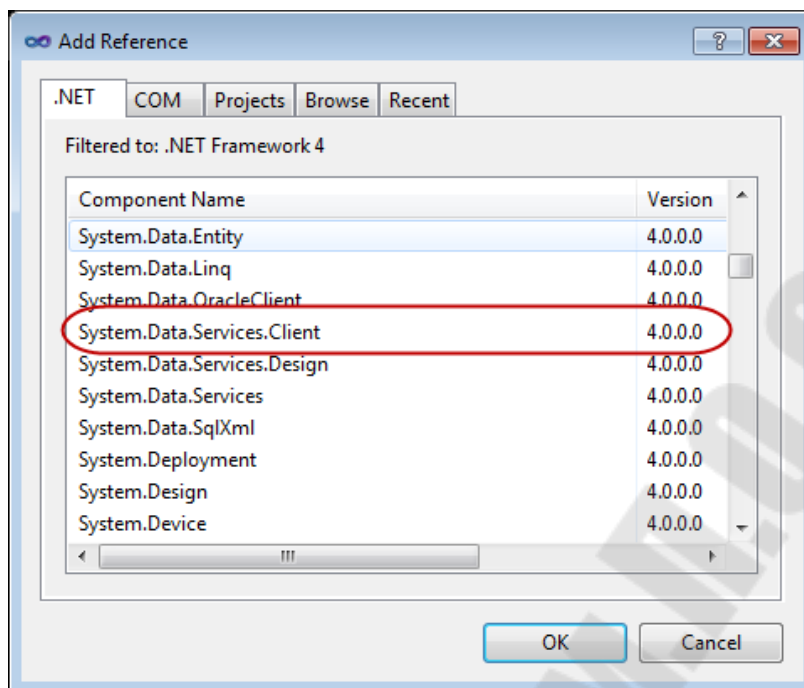 Add Reference
.NET COM Projects Browse Recent
Filtered to: .NET Framework 4
Component Name Version
System.Data.Entity 4.0.0.0
System.Data.Linq 4.0.0.0
System.Data.OracleClient 4.0.0.0
System.Data.Services.Client 4.0.0.0
System.Data.Services.Design 4.0.0.0
System.Data.Services 4.0.0.0
System.Data.SqlXml 4.0.0.0
System.Deployment 4.0.0.0
System.Design 4.0.0.0
System.Device 4.0.0.0
OK Cancel